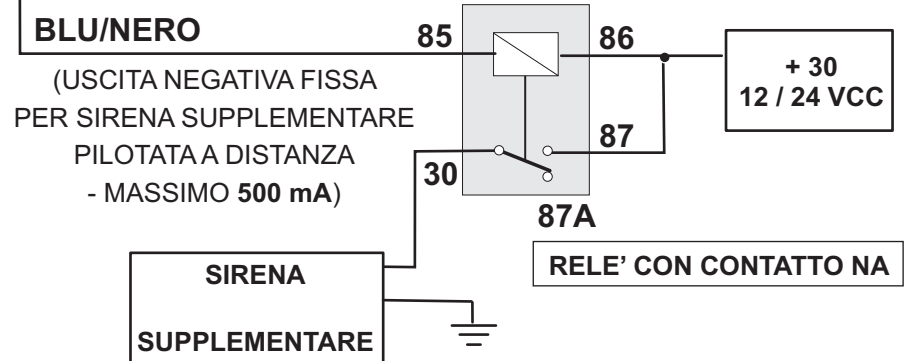 BLU/NERO
(USCITA NEGATIVA FISSA
PER SIRENA SUPPLEMENTARE
PILOTATA A DISTANZA
- MASSIMO 500 mA)
85
86
87
30
87A
+ 30
12 / 24 VCC
RELE' CON CONTATTO NA
SIRENA
SUPPLEMENTARE